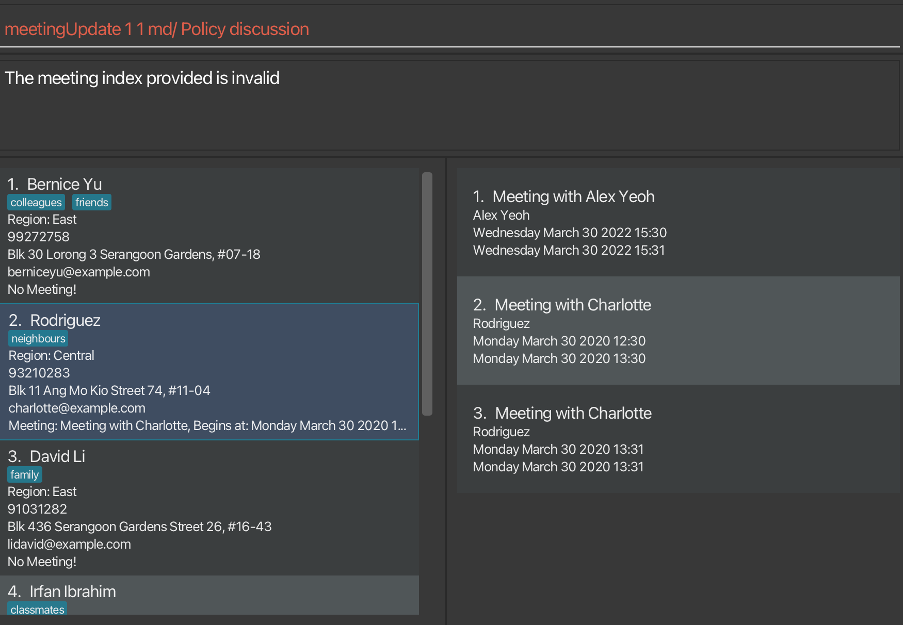 meetingUpdate 1 1 md/ Policy discussion
The meeting index provided is invalid
1. Bernice Yu
colleagues friends
Region: East
99272758
Blk 30 Lorong 3 Serangoon Gardens, #07-18
berniceyu@example.com
No Meeting!
2. Rodriguez
neighbours
Region: Central
93210283
Blk 11 Ang Mo Kio Street 74, #11-04
charlotte@example.com
Meeting: Meeting with Charlotte, Begins at: Monday March 30 2020 1...
3. David Li
family
Region: East
91031282
Blk 436 Serangoon Gardens Street 26, #16-43
lidavid@example.com
No Meeting!
4. Irfan Ibrahim
classmates
1. Meeting with Alex Yeoh
Alex Yeoh
Wednesday March 30 2022 15:30
Wednesday March 30 2022 15:31
2. Meeting with Charlotte
Rodriguez
Monday March 30 2020 12:30
Monday March 30 2020 13:30
3. Meeting with Charlotte
Rodriguez
Monday March 30 2020 13:31
Monday March 30 2020 13:31